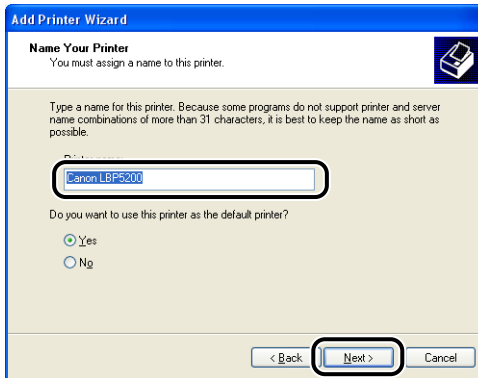 Add Printer Wizard
Name Your Printer
You must assign a name to this printer.
Type a name for this printer. Because some programs do not support printer and server
name combinations of more than 31 characters, it is best to keep the name as short as
possible.
Printer name:
Canon LBP5200
Do you want to use this printer as the default printer?
Yes
No
< Back
Next >
Cancel